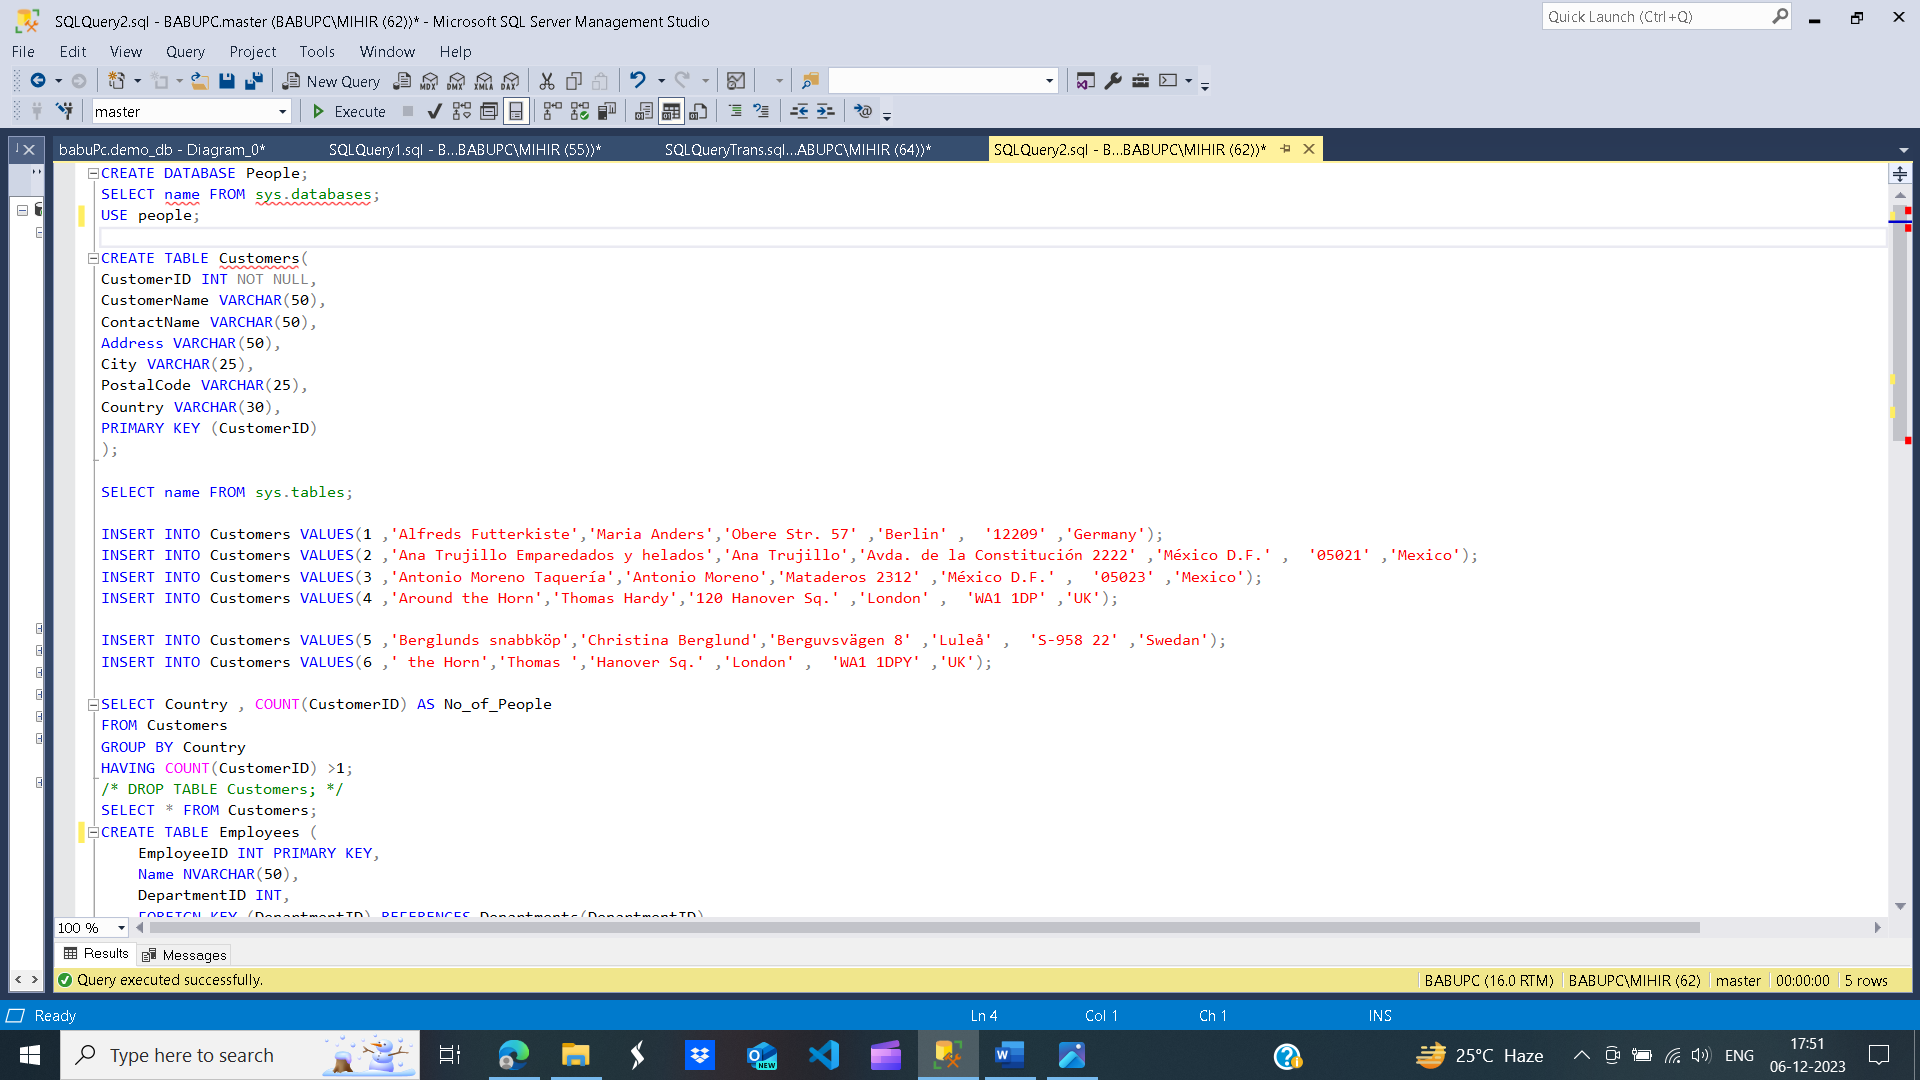 SQLQuery2.sql - BABUPC.master (BABUPC\MIHIR (62))* - Microsoft SQL Server Management Studio
Quick Launch (Ctrl+Q)
File Edit View Query Project Tools Window Help
New Query MDX DMX XMLA DAX
master Execute
babuPc.demo_db - Diagram_0* SQLQuery1.sql - B...BABUPC\MIHIR (55))* SQLQueryTrans.sql...ABUPC\MIHIR (64))* SQLQuery2.sql - B...BABUPC\MIHIR (62))*
CREATE DATABASE People;
SELECT name FROM sys.databases;
USE people;
CREATE TABLE Customers(
CustomerID INT NOT NULL,
CustomerName VARCHAR(50),
ContactName VARCHAR(50),
Address VARCHAR(50),
City VARCHAR(25),
PostalCode VARCHAR(25),
Country VARCHAR(30),
PRIMARY KEY (CustomerID)
);
SELECT name FROM sys.tables;
INSERT INTO Customers VALUES(1 ,'Alfreds Futterkiste','Maria Anders','Obere Str. 57' ,'Berlin' ,  '12209' ,'Germany');
INSERT INTO Customers VALUES(2 ,'Ana Trujillo Emparedados y helados','Ana Trujillo','Avda. de la Constitución 2222' ,'México D.F.' ,  '05021' ,'Mexico');
INSERT INTO Customers VALUES(3 ,'Antonio Moreno Taquería','Antonio Moreno','Mataderos 2312' ,'México D.F.' ,  '05023' ,'Mexico');
INSERT INTO Customers VALUES(4 ,'Around the Horn','Thomas Hardy','120 Hanover Sq.' ,'London' ,  'WA1 1DP' ,'UK');
INSERT INTO Customers VALUES(5 ,'Berglunds snabbköp','Christina Berglund','Berguvsvägen 8' ,'Luleå' ,  'S-958 22' ,'Swedan');
INSERT INTO Customers VALUES(6 ,' the Horn','Thomas ','Hanover Sq.' ,'London' ,  'WA1 1DPY' ,'UK');
SELECT Country , COUNT(CustomerID) AS No_of_People
FROM Customers
GROUP BY Country
HAVING COUNT(CustomerID) >1;
/* DROP TABLE Customers; */
SELECT * FROM Customers;
CREATE TABLE Employees (
EmployeeID INT PRIMARY KEY,
Name NVARCHAR(50),
DepartmentID INT,
FOREIGN KEY (DepartmentID) REFERENCES Departments(DepartmentID)
100 %
Results Messages
Query executed successfully. BABUPC (16.0 RTM) BABUPC\MIHIR (62) master 00:00:00 5 rows
Ready Ln 4 Col 1 Ch 1 INS
Type here to search NEW 25°C Haze ENG 17:51
06-12-2023